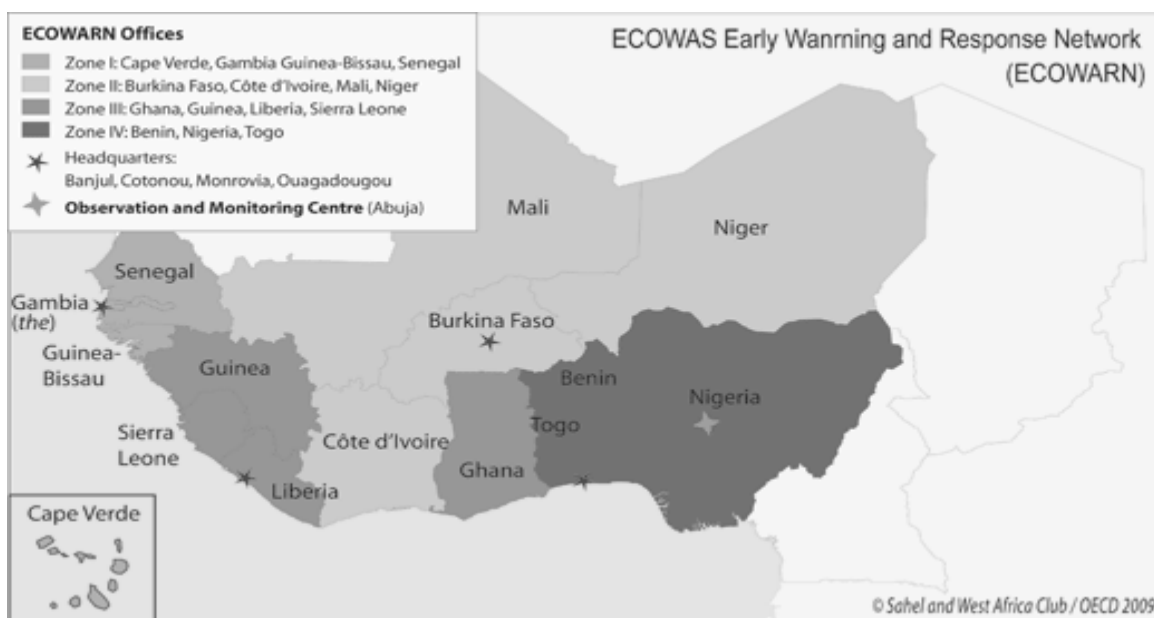 ECOWARN Offices
Zone I: Cape Verde, Gambia Guinea-Bissau, Senegal
Zone II: Burkina Faso, Côte d'Ivoire, Mali, Niger
Zone III: Ghana, Guinea, Liberia, Sierra Leone
Zone IV: Benin, Nigeria, Togo
Headquarters:
Banjul, Cotonou, Monrovia, Ouagadougou
Observation and Monitoring Centre (Abuja)
ECOWAS Early Wanrning and Response Network
(ECOWARN)
Mali
Niger
Senegal
Gambia
(the)
Burkina Faso
Guinea-
Bissau
Guinea
Benin
Nigeria
Togo
Sierra
Leone
Côte d'Ivoire
Ghana
Liberia
Cape Verde
© Sahel and West Africa Club / OECD 2009